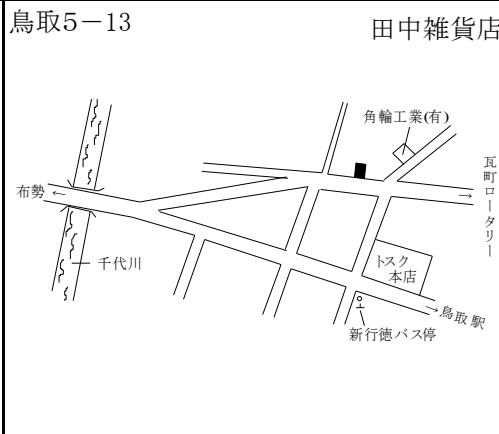 鳥取5-13
田中雑貨店
角輪工業(有)
瓦町ロータリー
→
布勢 ←
千代川
トスク
本店
→鳥取駅
新行徳バス停